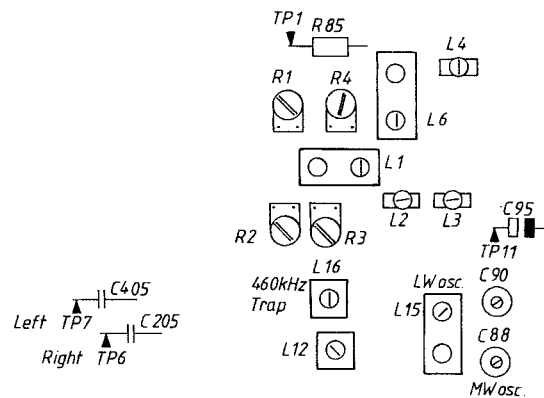 TP1
R85
L4
R1
R4
L6
L1
L2
L3
C95
TP11
R2
R3
L16
460kHz
Trap
LW osc.
C90
L15
C405
Left TP7
C205
Right TP6
L12
C88
MW osc.